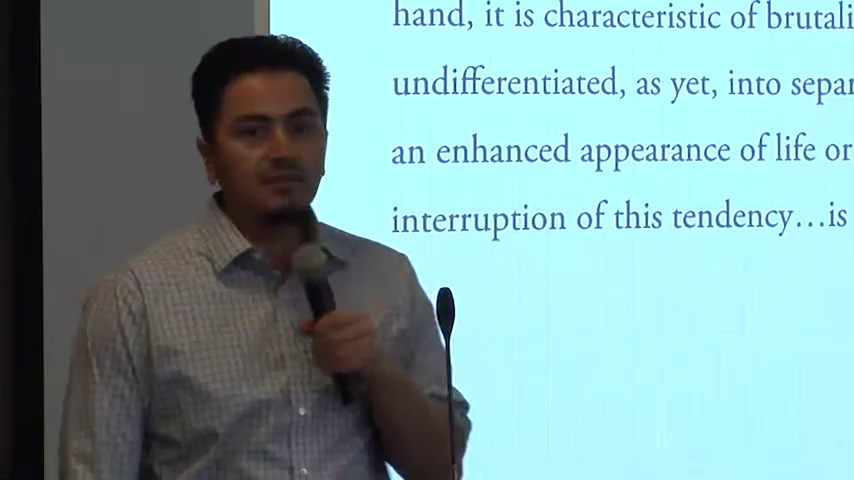 hand, it is characteristic of brutali
undifferentiated, as yet, into separ
an enhanced appearance of life or
interruption of this tendency…is